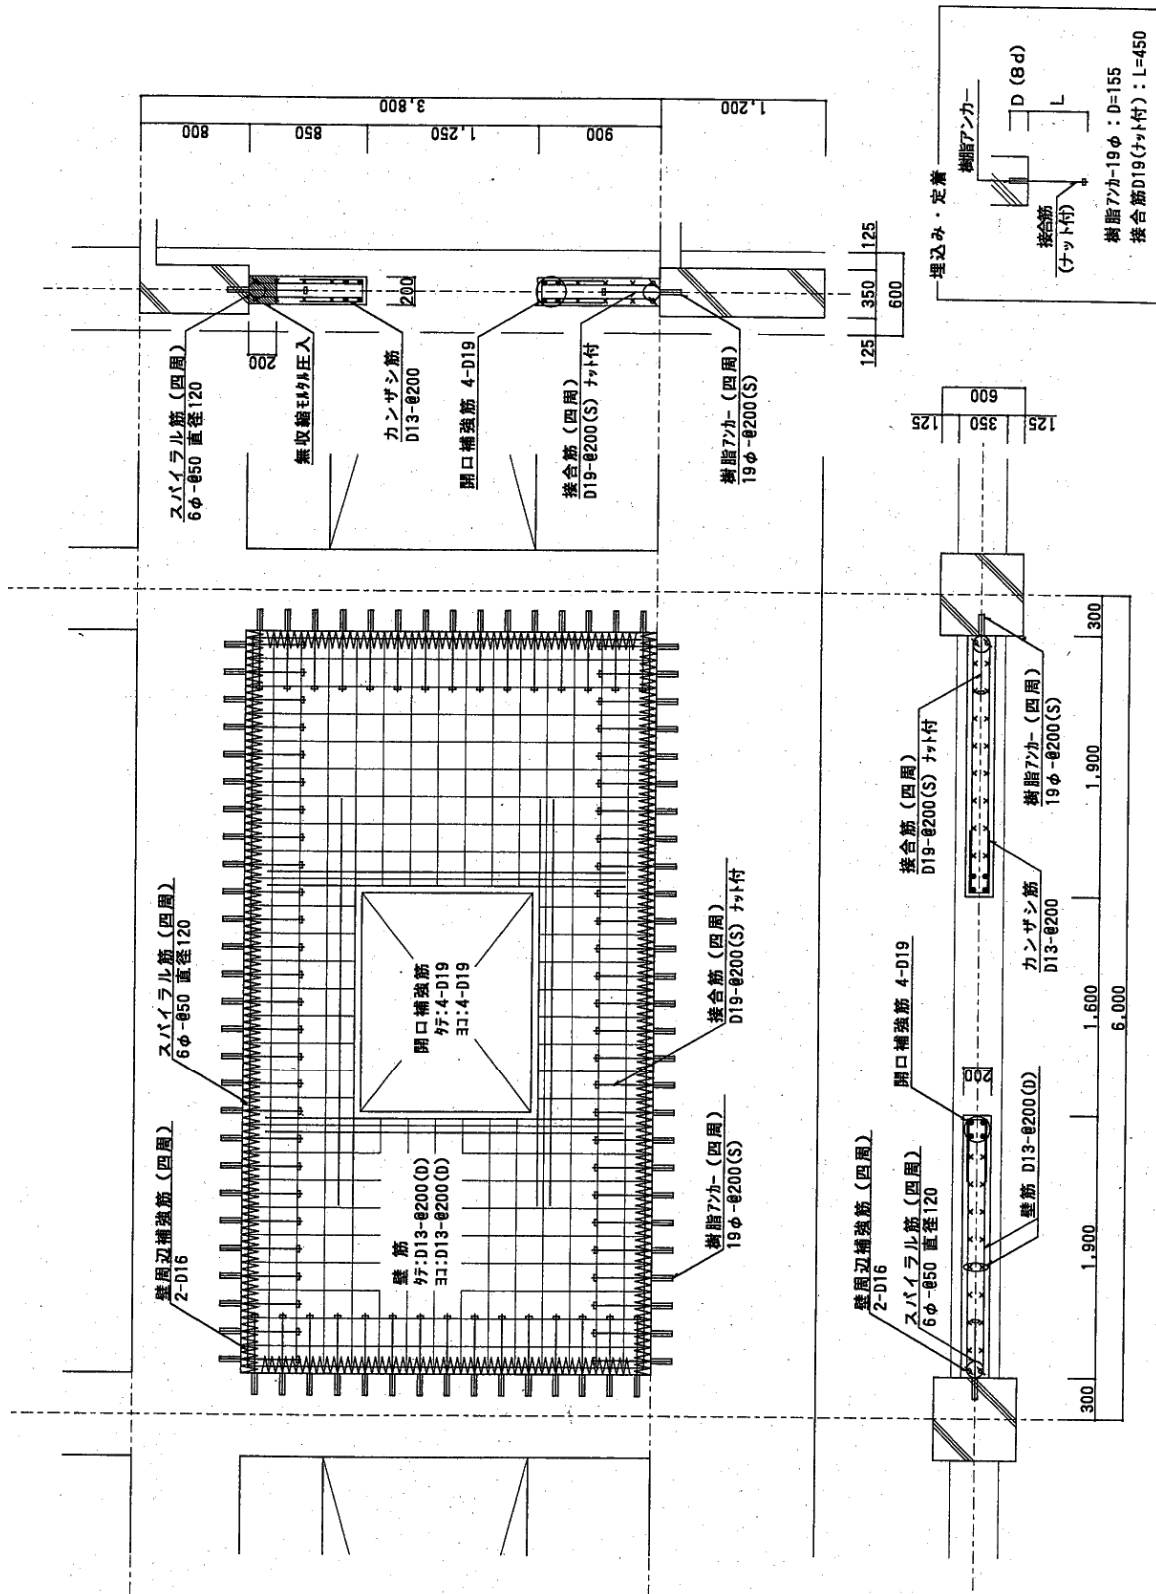 800
850
1,250
900
3,800
1,200
スパイラル筋 (四周)
6φ-@50 直径120
200
無収縮モルタル圧入
カンザシ筋
D13-@200
200
開口補強筋 4-D19
接合筋 (四周)
D19-@200(S) ナット付
樹脂アンカー (四周)
19φ-@200(S)
125
350
125
600
埋込み・定着
樹脂アンカー
D (8d)
L
接合筋
(ナット付)
樹脂アンカー19φ : D=155
接合筋D19(ナット付) : L=450
壁周辺補強筋 (四周)
2-D16
スパイラル筋 (四周)
6φ-@50 直径120
開口補強筋
タテ:4-D19
ヨコ:4-D19
壁 筋
タテ:D13-@200(D)
ヨコ:D13-@200(D)
樹脂アンカー (四周)
19φ-@200(S)
接合筋 (四周)
D19-@200(S) ナット付
壁周辺補強筋 (四周)
2-D16
スパイラル筋 (四周)
6φ-@50 直径120
開口補強筋 4-D19
200
壁筋 D13-@200(D)
接合筋 (四周)
D19-@200(S) ナット付
カンザシ筋
D13-@200
樹脂アンカー (四周)
19φ-@200(S)
125
350
125
600
300
1,900
1,600
1,900
300
6,000